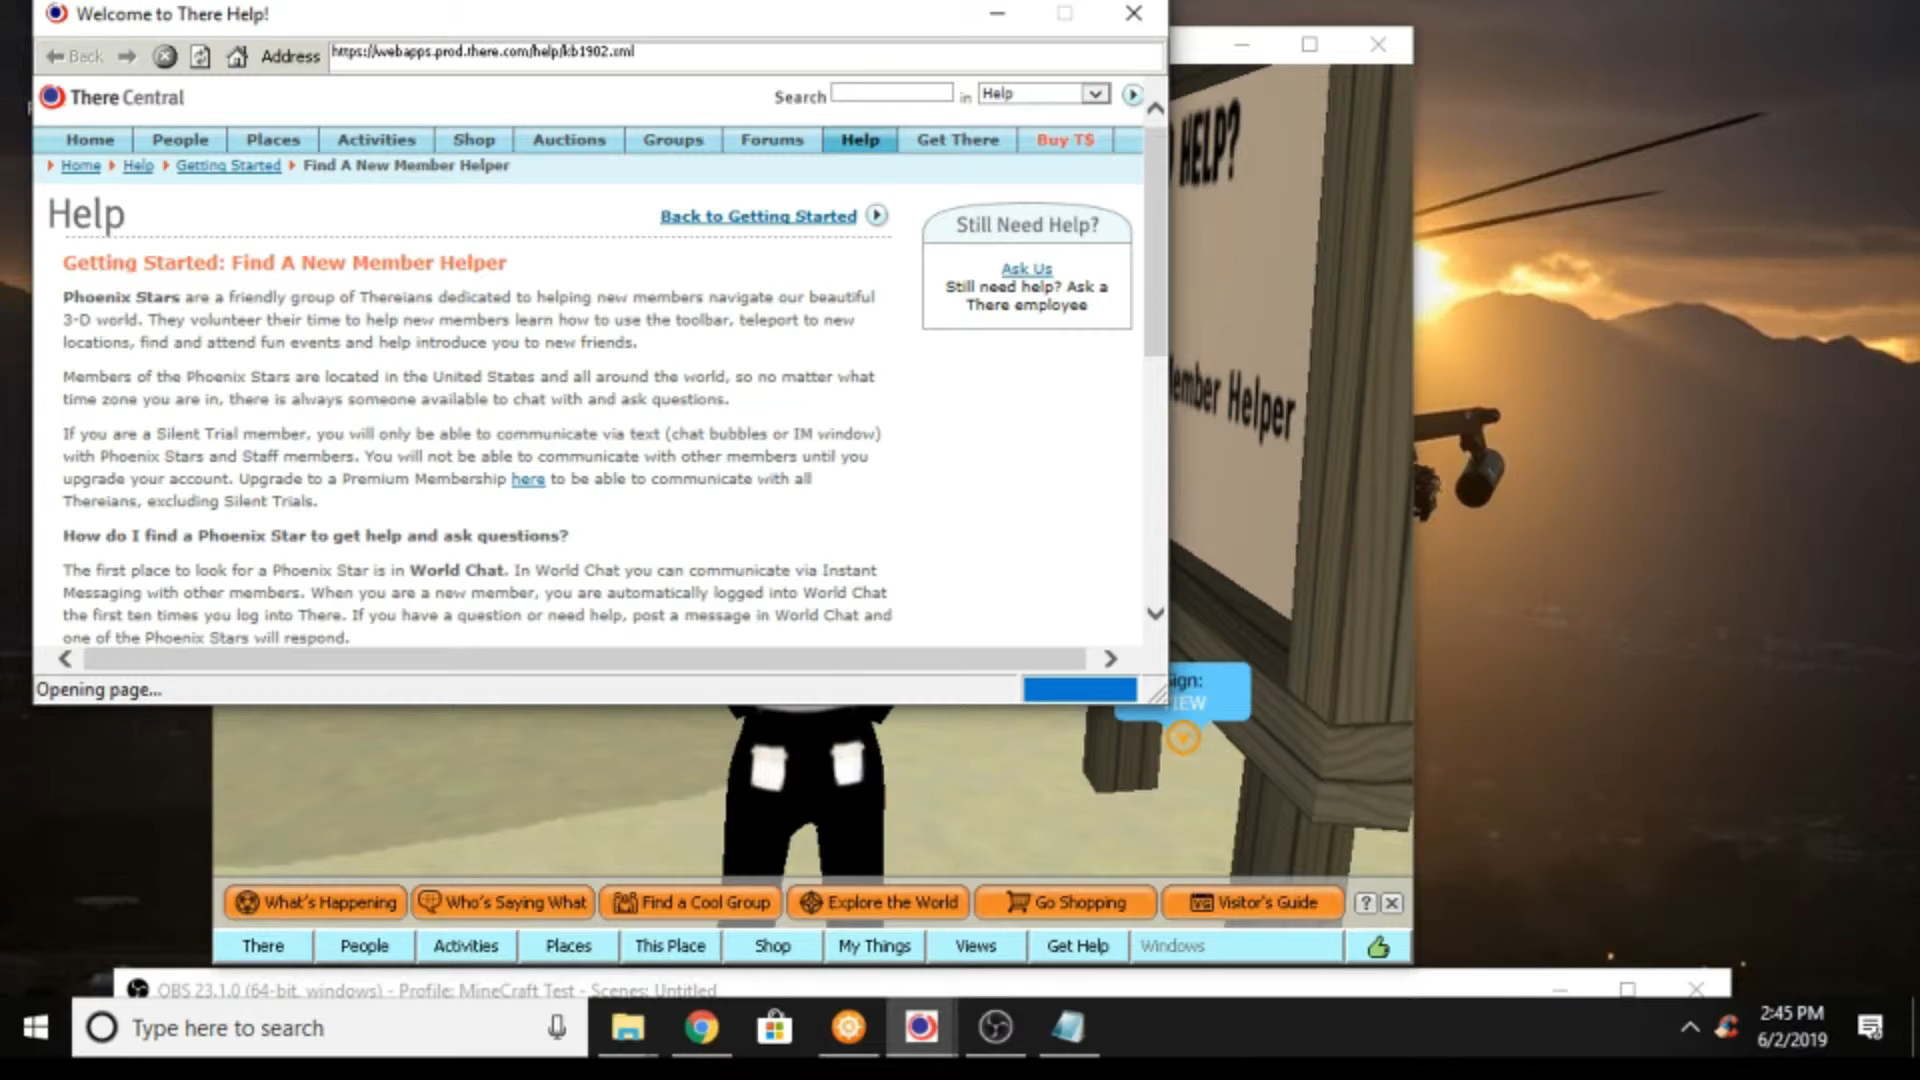 Welcome to There Help!
Back
Address
https://webapps.prod.there.com/help/kb1902.xml
There Central
Search
in
Help
Home
People
Places
Activities
Shop
Auctions
Groups
Forums
Help
Get There
Buy T$
Home
Help
Getting Started
Find A New Member Helper
Help
Back to Getting Started
Still Need Help?
Ask Us
Still need help? Ask a
There employee
Getting Started: Find A New Member Helper
Phoenix Stars are a friendly group of Thereians dedicated to helping new members navigate our beautiful
3-D world. They volunteer their time to help new members learn how to use the toolbar, teleport to new
locations, find and attend fun events and help introduce you to new friends.
Members of the Phoenix Stars are located in the United States and all around the world, so no matter what
time zone you are in, there is always someone available to chat with and ask questions.
If you are a Silent Trial member, you will only be able to communicate via text (chat bubbles or IM window)
with Phoenix Stars and Staff members. You will not be able to communicate with other members until you
upgrade your account. Upgrade to a Premium Membership here to be able to communicate with all
Thereians, excluding Silent Trials.
How do I find a Phoenix Star to get help and ask questions?
The first place to look for a Phoenix Star is in World Chat. In World Chat you can communicate via Instant
Messaging with other members. When you are a new member, you are automatically logged into World Chat
the first ten times you log into There. If you have a question or need help, post a message in World Chat and
one of the Phoenix Stars will respond.
Opening page...
HELP?
ember Helper
ign:
IEW
What's Happening
Who's Saying What
Find a Cool Group
Explore the World
Go Shopping
VG
Visitor's Guide
?
There
People
Activities
Places
This Place
Shop
My Things
Views
Get Help
Windows
OBS 23.1.0 (64-bit, windows) - Profile: MineCraft Test - Scenes: Untitled
Type here to search
2:45 PM
6/2/2019